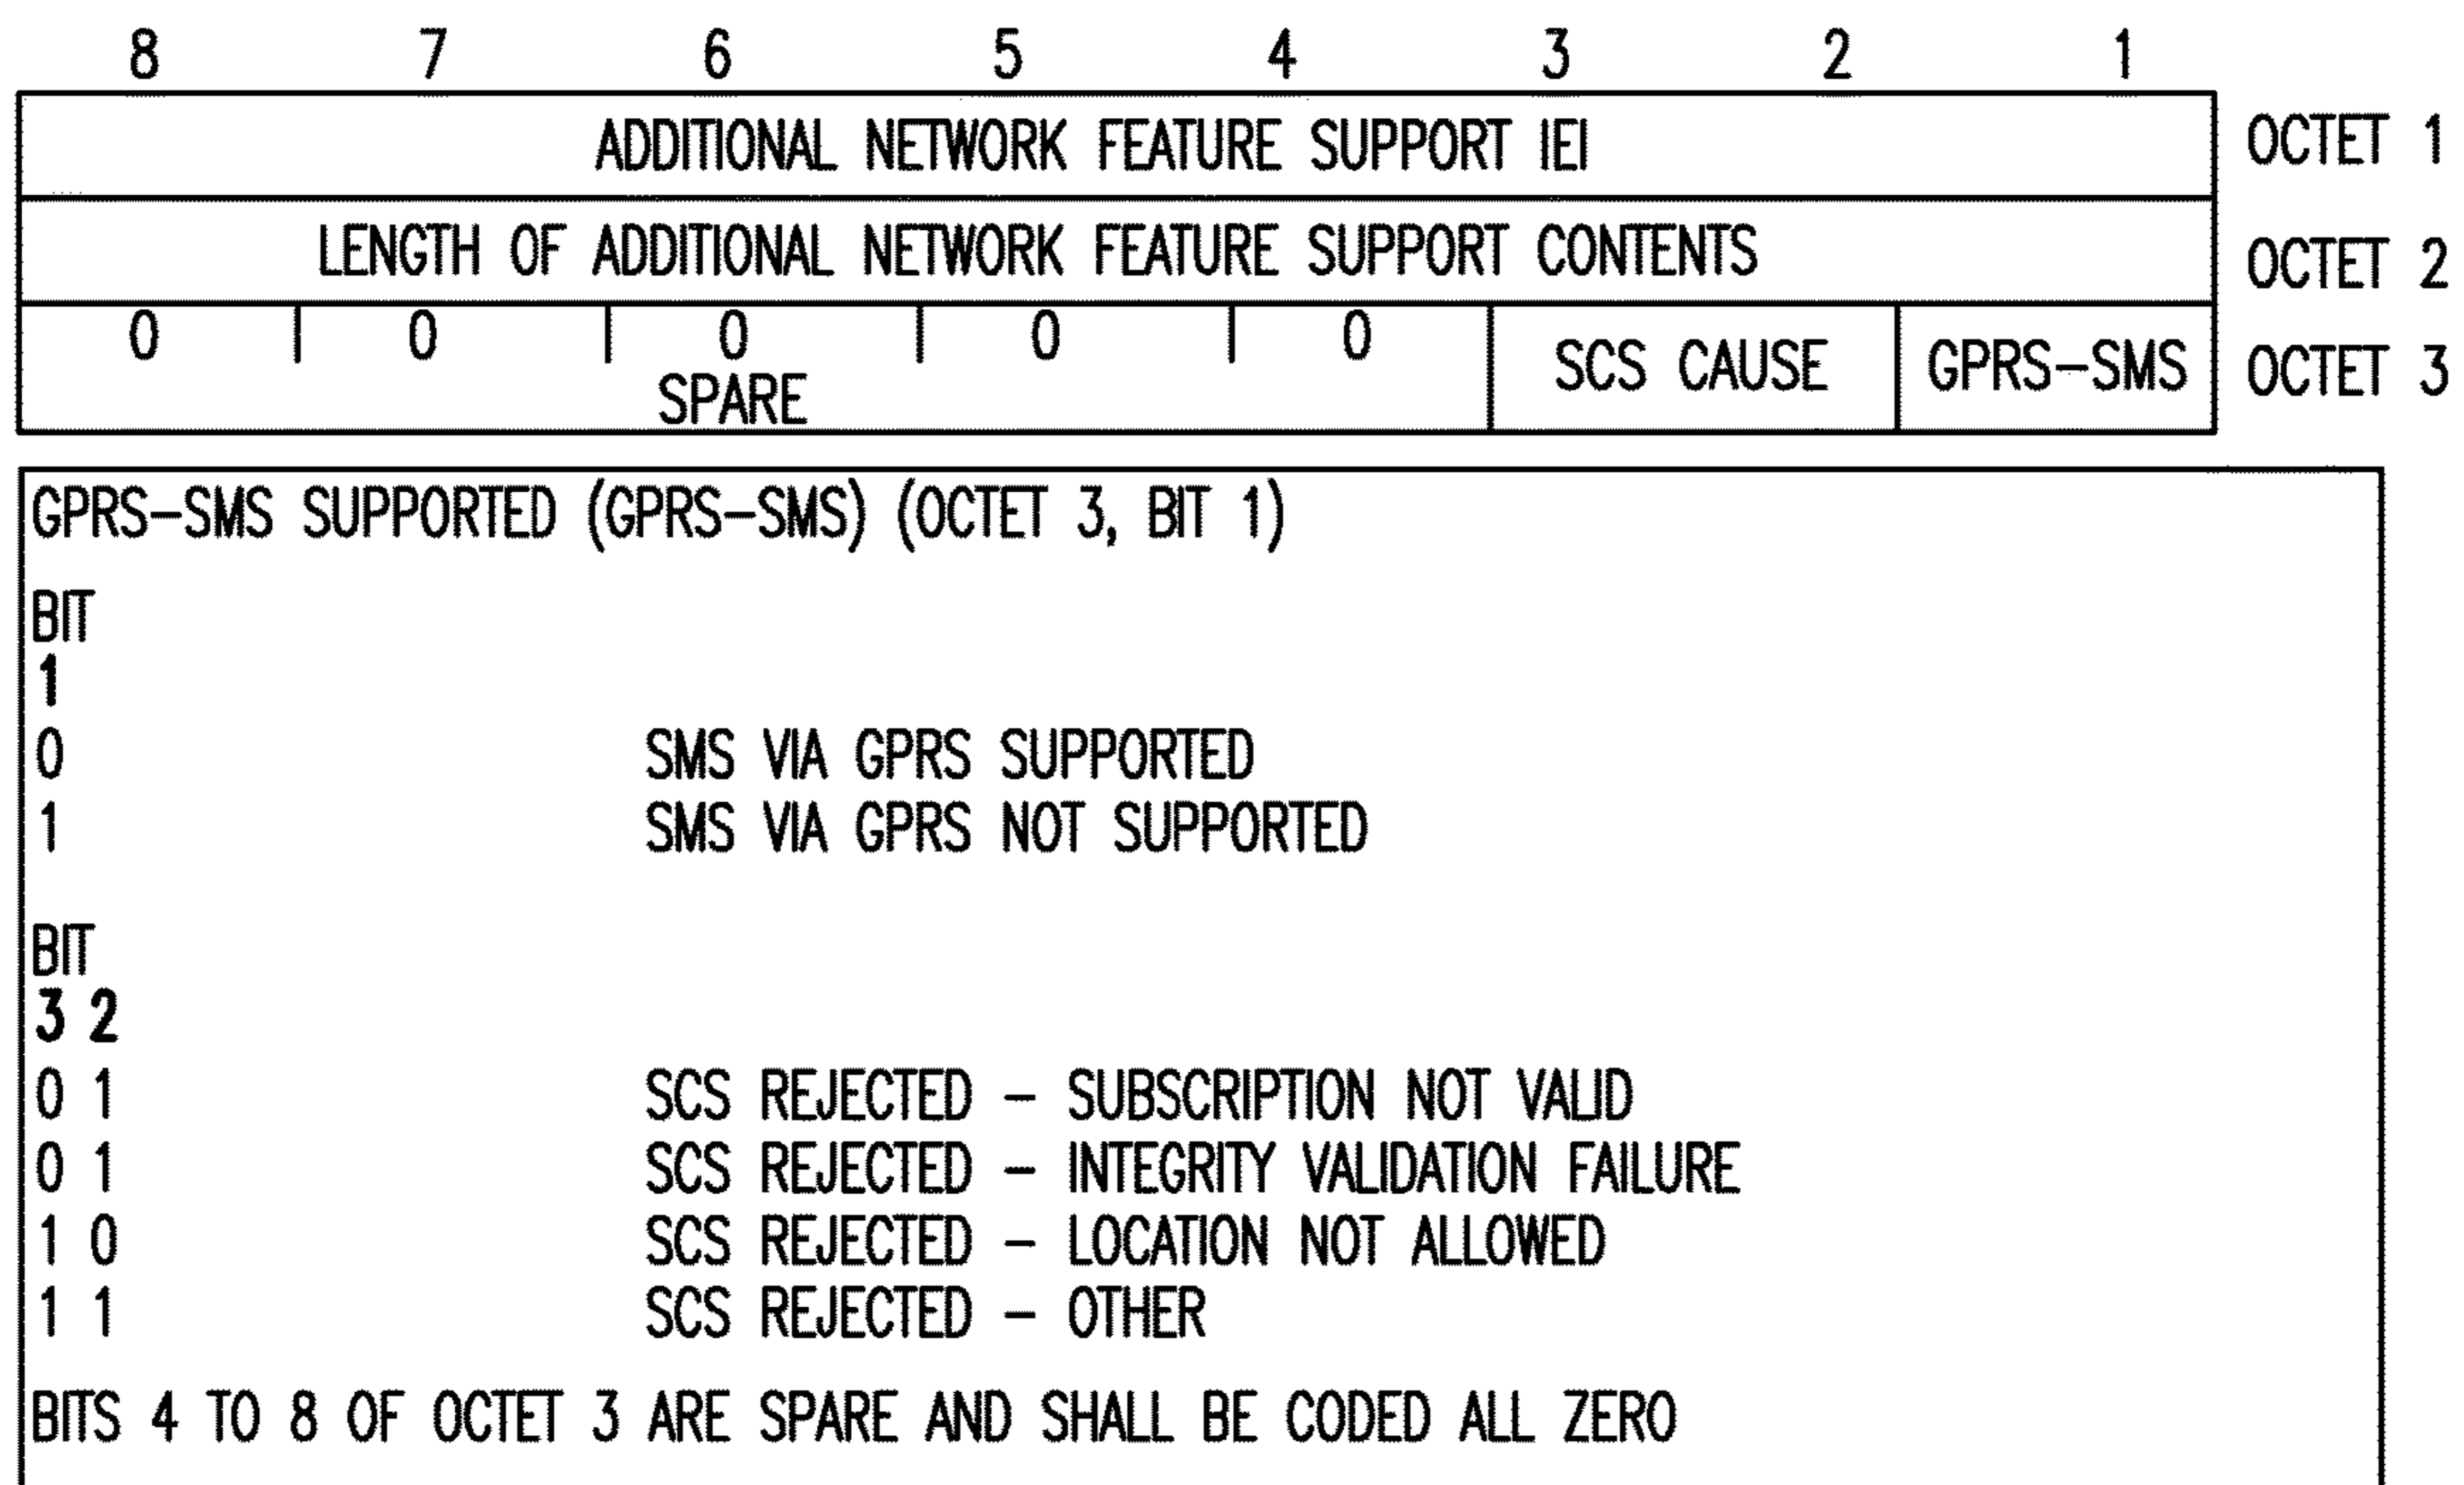 8 7 6 5 4 3 2 1
ADDITIONAL NETWORK FEATURE SUPPORT IEI OCTET 1
LENGTH OF ADDITIONAL NETWORK FEATURE SUPPORT CONTENTS OCTET 2
0 0 0 0 0 SCS CAUSE GPRS-SMS OCTET 3
SPARE
GPRS-SMS SUPPORTED (GPRS-SMS) (OCTET 3, BIT 1)
BIT
1
0 SMS VIA GPRS SUPPORTED
1 SMS VIA GPRS NOT SUPPORTED
BIT
3 2
0 1 SCS REJECTED - SUBSCRIPTION NOT VALID
0 1 SCS REJECTED - INTEGRITY VALIDATION FAILURE
1 0 SCS REJECTED - LOCATION NOT ALLOWED
1 1 SCS REJECTED - OTHER
BITS 4 TO 8 OF OCTET 3 ARE SPARE AND SHALL BE CODED ALL ZERO